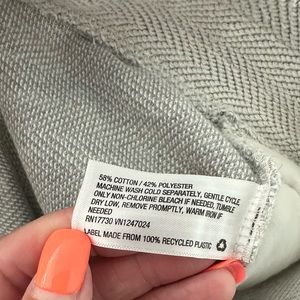 58% COTTON / 42% POLYESTER
MACHINE WASH COLD SEPARATELY, GENTLE CYCLE
ONLY NON-CHLORINE BLEACH IF NEEDED, TUMBLE
DRY LOW, REMOVE PROMPTLY, WARM IRON IF
NEEDED
RN17730 VN1247024
LABEL MADE FROM 100% RECYCLED PLASTIC